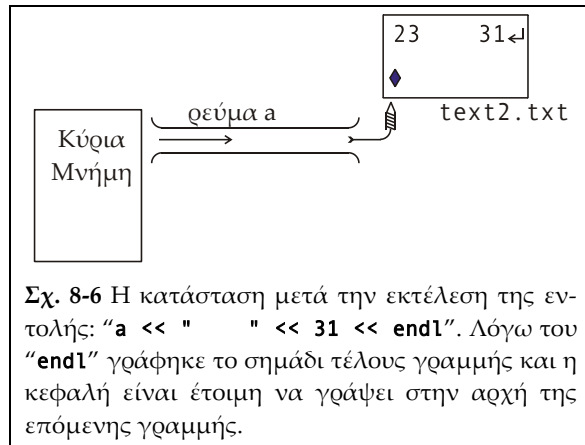 23 31↵
ρεύμα a
text2.txt
Κύρια
Μνήμη
Σχ. 8-6 Η κατάσταση μετά την εκτέλεση της εν-
τολής: “a << "    " << 31 << endl”. Λόγω του
“endl” γράφηκε το σημάδι τέλους γραμμής και η
κεφαλή είναι έτοιμη να γράψει στην αρχή της
επόμενης γραμμής.